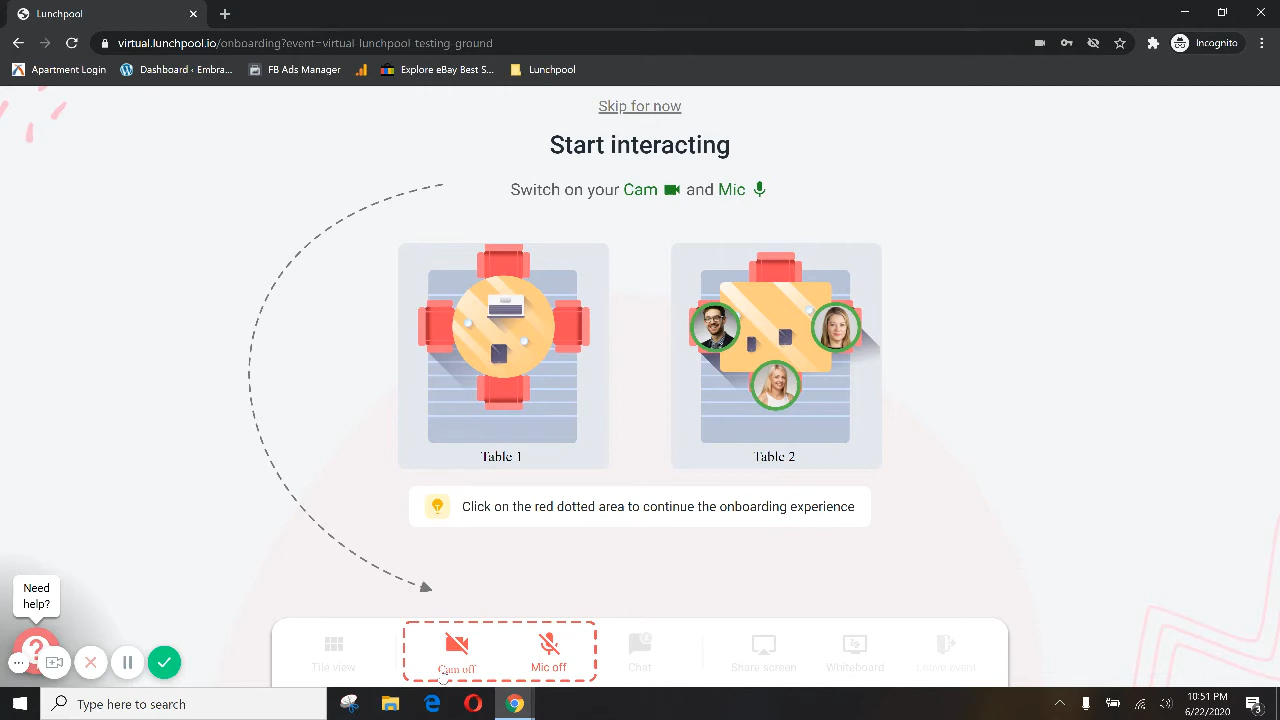 Lunchpool
virtual.lunchpool.io/onboarding?event=virtual-lunchpool-testing-ground
Incognito
Apartment Login
Dashboard ‹ Embra...
FB Ads Manager
Explore eBay Best S...
Lunchpool
Skip for now
Start interacting
Switch on your Cam and Mic
Table 1
Table 2
Click on the red dotted area to continue the onboarding experience
Need
help?
Tile view
Cam off
Mic off
Chat
Share screen
Whiteboard
Leave event
Type here to search
10:51 PM
6/22/2020